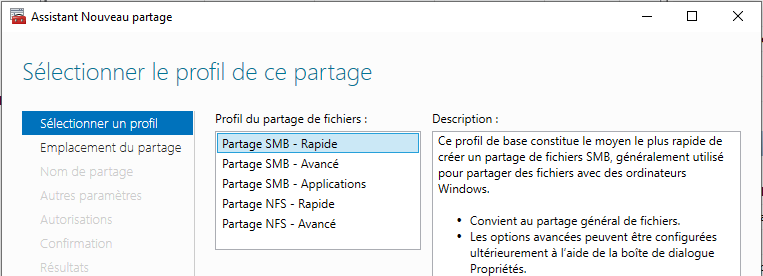 Assistant Nouveau partage
Sélectionner le profil de ce partage
Sélectionner un profil
Emplacement du partage
Nom de partage
Autres paramètres
Autorisations
Confirmation
Résultats
Profil du partage de fichiers :
Partage SMB - Rapide
Partage SMB - Avancé
Partage SMB - Applications
Partage NFS - Rapide
Partage NFS - Avancé
Description :
Ce profil de base constitue le moyen le plus rapide de
créer un partage de fichiers SMB, généralement utilisé
pour partager des fichiers avec des ordinateurs
Windows.
• Convient au partage général de fichiers.
• Les options avancées peuvent être configurées
ultérieurement à l'aide de la boîte de dialogue
Propriétés.